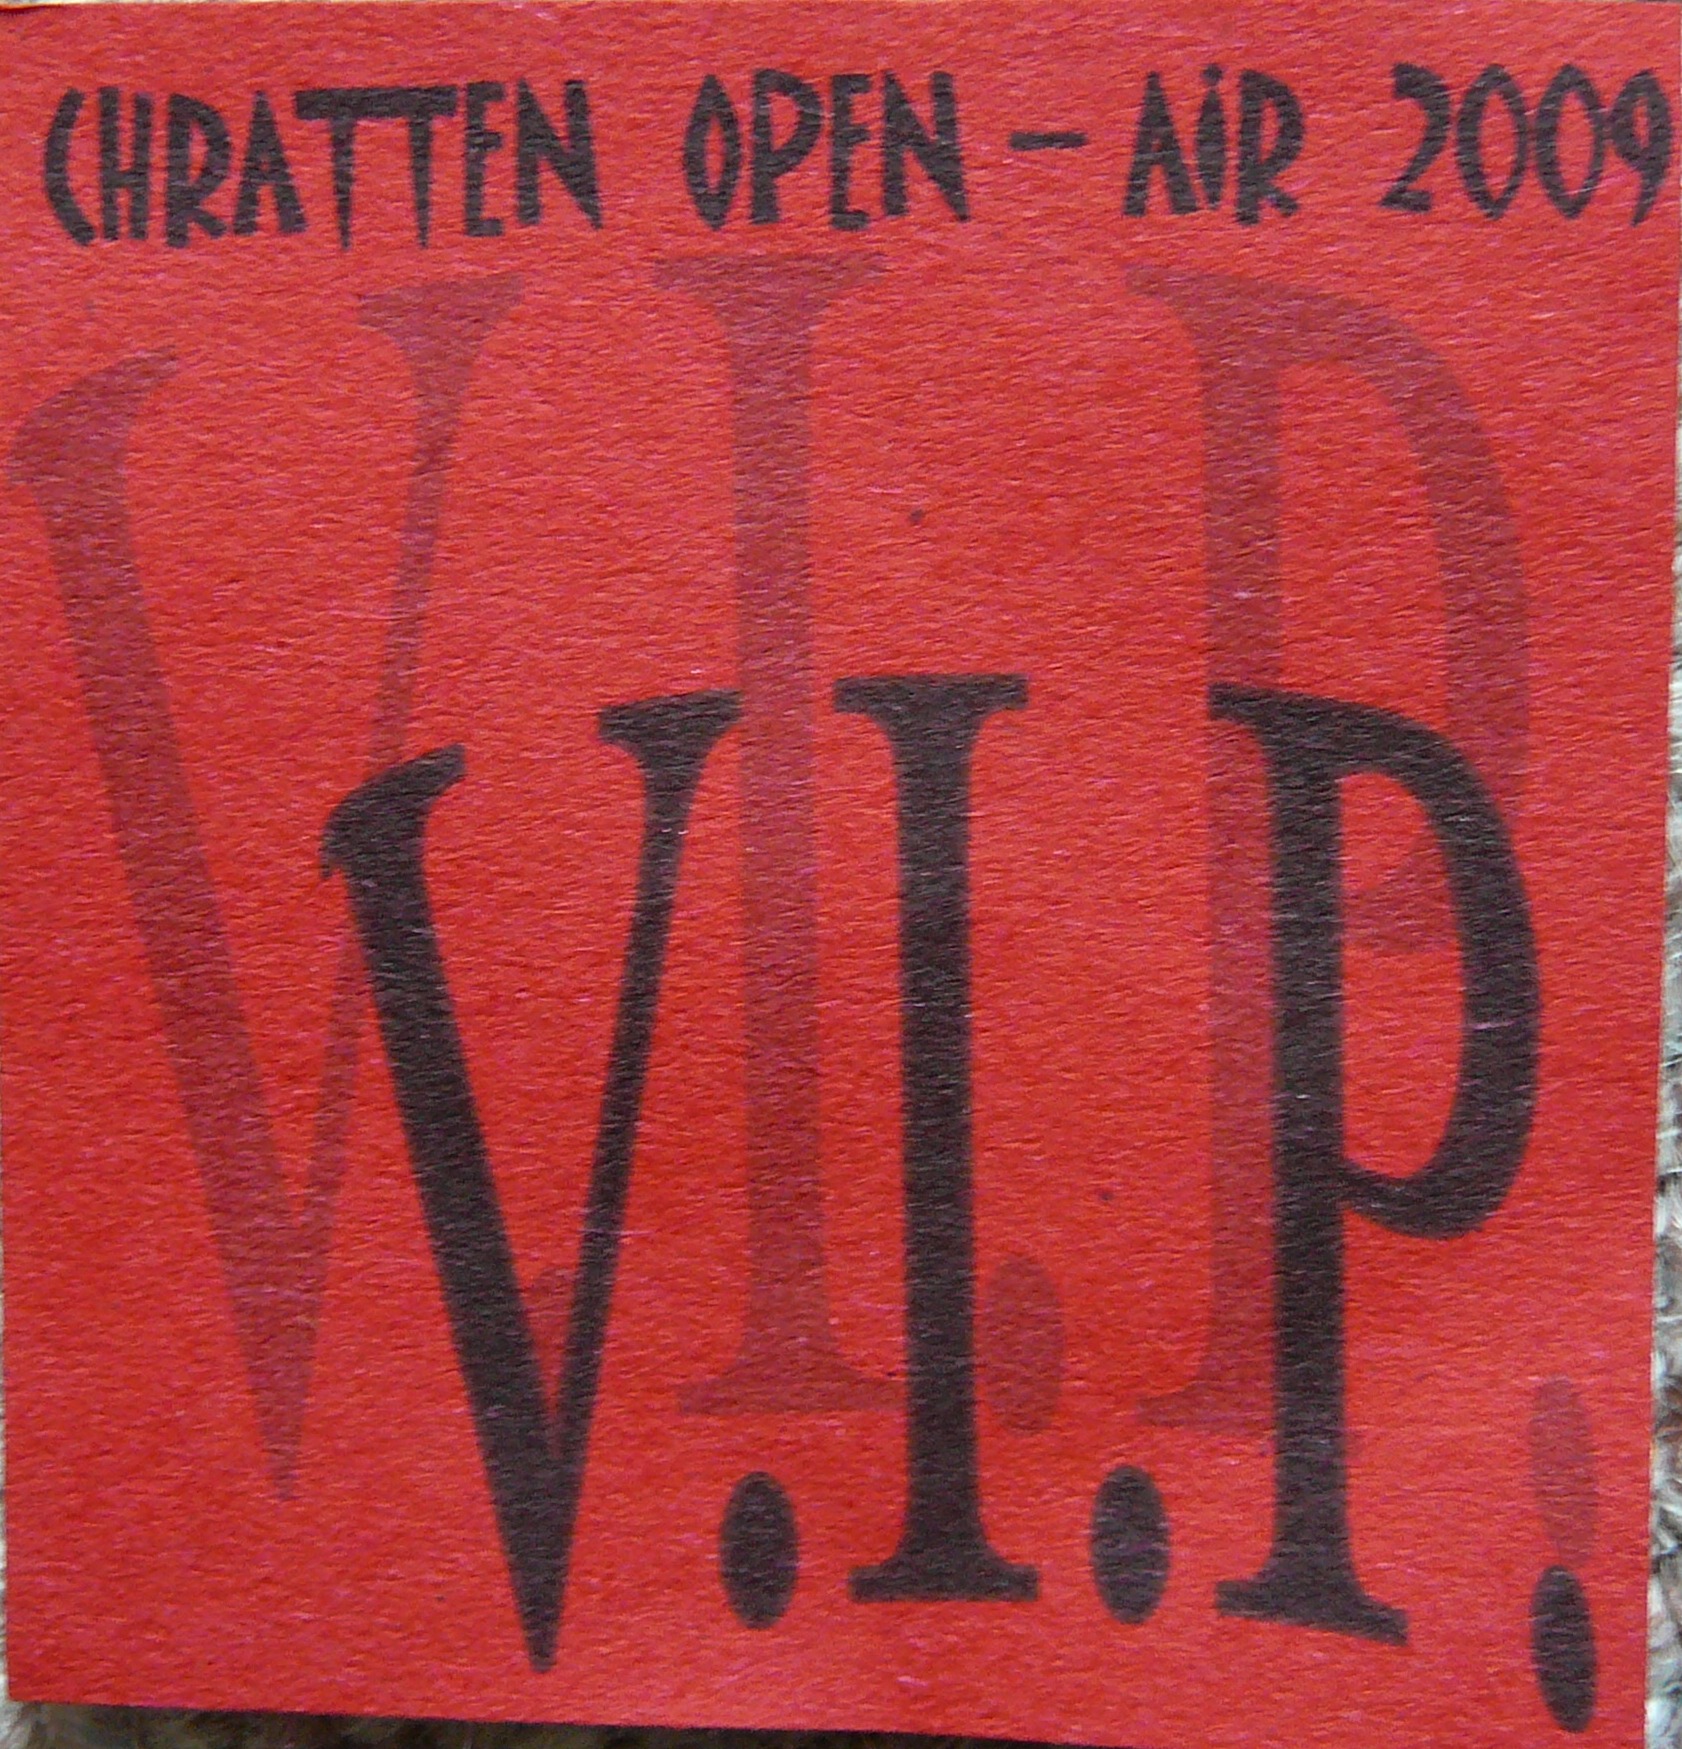 CHRATTEN OPEN - AiR 2009
V.I.P.
V.I.P.